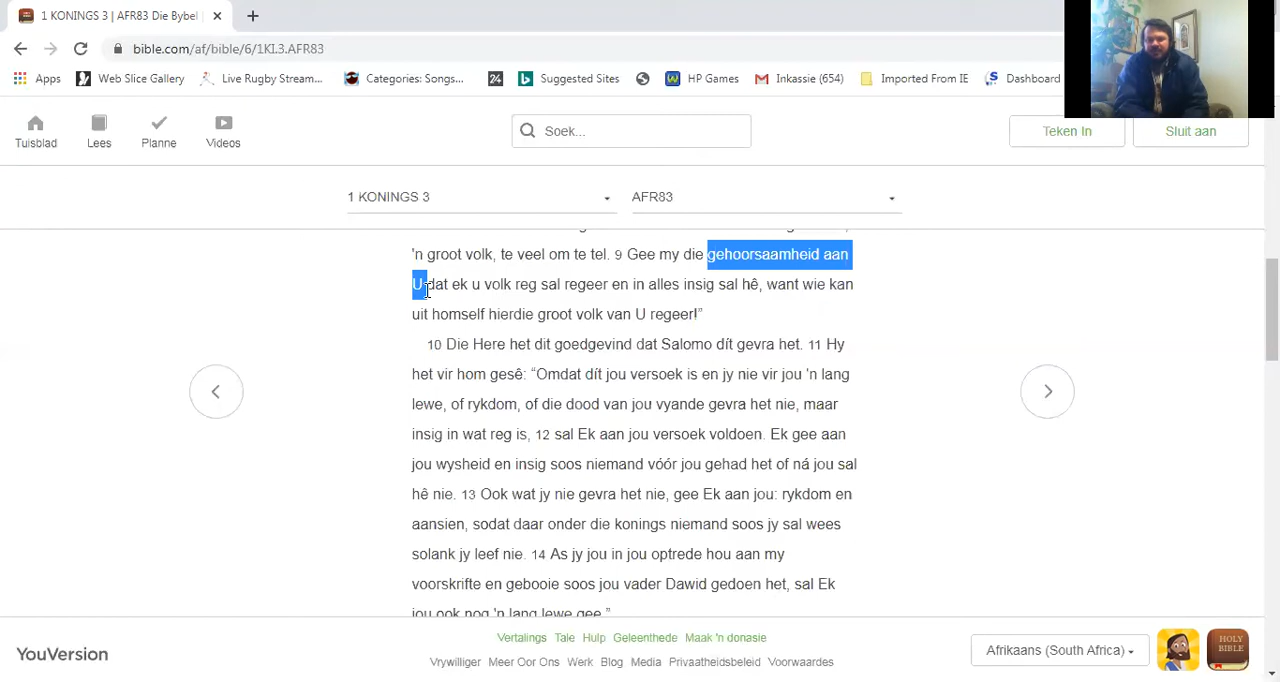 1 KONINGS 3 | AFR83 Die Bybel
bible.com/af/bible/6/1KI.3.AFR83
Apps Web Slice Gallery Live Rugby Stream... Categories: Songs... 24 Suggested Sites HP Games Inkassie (654) Imported From IE Dashboard
Tuisblad Lees Planne Videos
Soek...
Teken In Sluit aan
1 KONINGS 3 AFR83
'n groot volk, te veel om te tel. 9 Gee my die gehoorsaamheid aan
U dat ek u volk reg sal regeer en in alles insig sal hê, want wie kan
uit homself hierdie groot volk van U regeer!”
10 Die Here het dit goedgevind dat Salomo dít gevra het. 11 Hy
het vir hom gesê: “Omdat dít jou versoek is en jy nie vir jou 'n lang
lewe, of rykdom, of die dood van jou vyande gevra het nie, maar
insig in wat reg is, 12 sal Ek aan jou versoek voldoen. Ek gee aan
jou wysheid en insig soos niemand vóór jou gehad het of ná jou sal
hê nie. 13 Ook wat jy nie gevra het nie, gee Ek aan jou: rykdom en
aansien, sodat daar onder die konings niemand soos jy sal wees
solank jy leef nie. 14 As jy jou in jou optrede hou aan my
voorskrifte en gebooie soos jou vader Dawid gedoen het, sal Ek
jou ook nog 'n lang lewe gee.”
YouVersion
Vertalings Tale Hulp Geleenthede Maak 'n donasie
Vrywilliger Meer Oor Ons Werk Blog Media Privaatheidsbeleid Voorwaardes
Afrikaans (South Africa)
HOLY
BIBLE